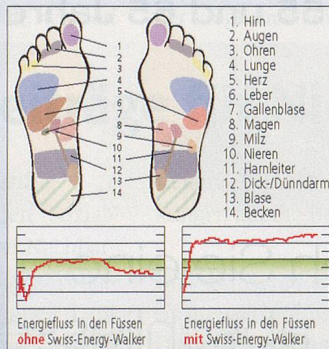 1
2
3
4
5
6
7
8
9
10
11
12
13
14
1. Hirn
2. Augen
3. Ohren
4. Lunge
5. Herz
6. Leber
7. Gallenblase
8. Magen
9. Milz
10. Nieren
11. Harnleiter
12. Dick-/Dünndarm
13. Blase
14. Becken
Energiefluss in den Füssen
ohne Swiss-Energy-Walker
Energiefluss in den Füssen
mit Swiss-Energy-Walker